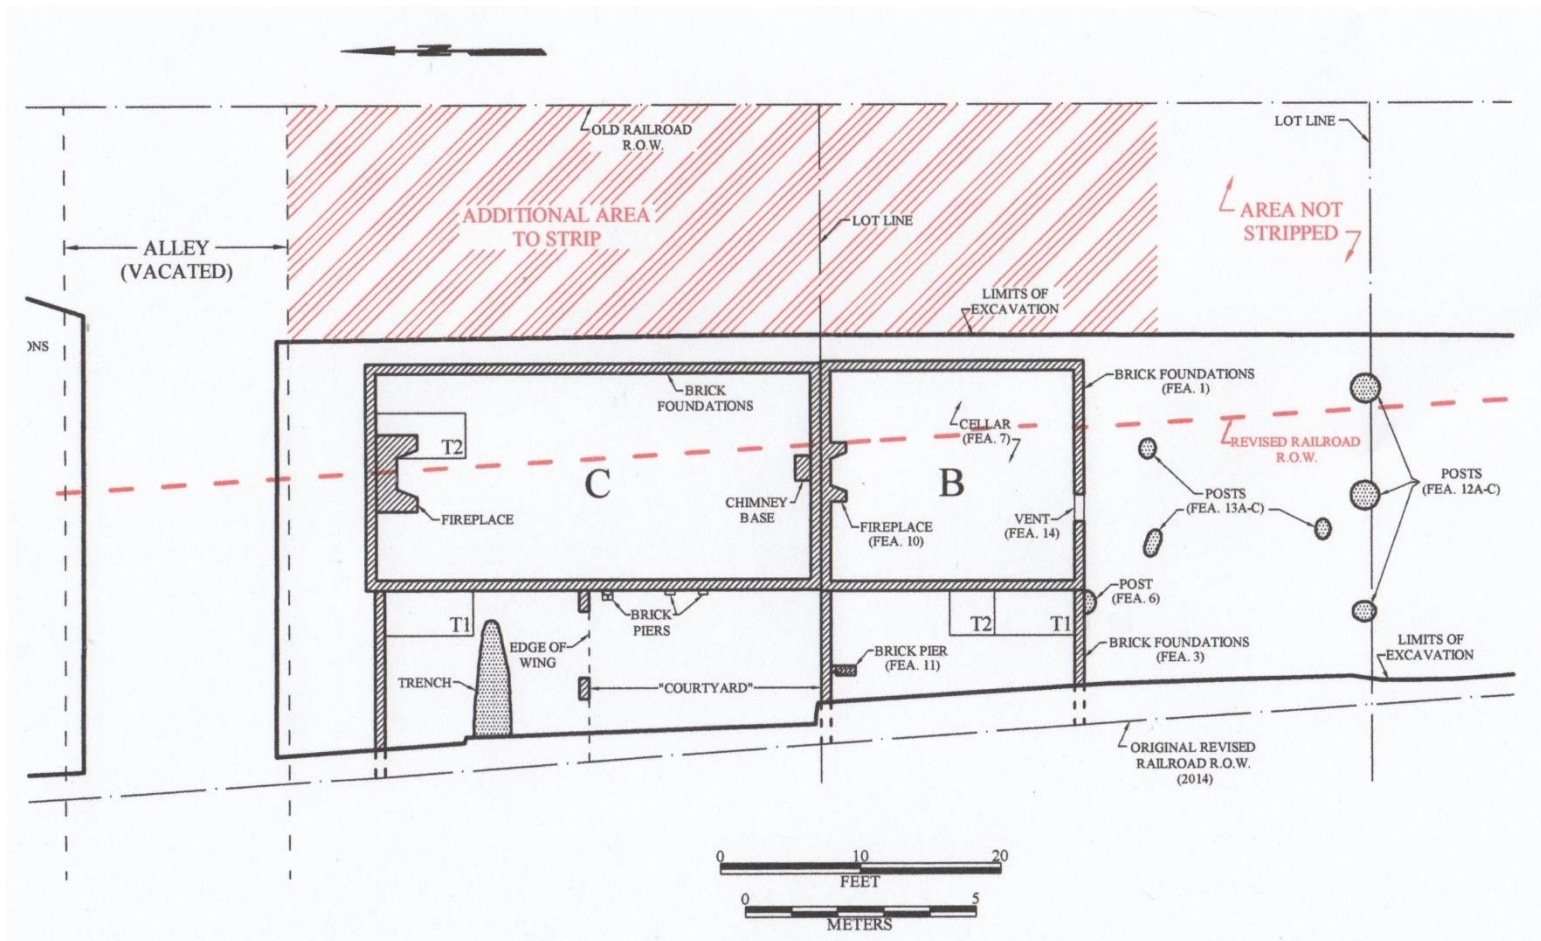 N
OLD RAILROAD
R.O.W.
LOT LINE
ADDITIONAL AREA
TO STRIP
LOT LINE
AREA NOT
STRIPPED
ALLEY
(VACATED)
LIMITS OF
EXCAVATION
ONS
BRICK
FOUNDATIONS
BRICK FOUNDATIONS
(FEA. 1)
T2
CELLAR
(FEA. 7)
REVISED RAILROAD
R.O.W.
C
B
CHIMNEY
BASE
FIREPLACE
FIREPLACE
(FEA. 10)
VENT
(FEA. 14)
POSTS
(FEA. 13A-C)
POSTS
(FEA. 12A-C)
POST
(FEA. 6)
BRICK
PIERS
T1
T2
T1
EDGE OF
WING
BRICK PIER
(FEA. 11)
BRICK FOUNDATIONS
(FEA. 3)
LIMITS OF
EXCAVATION
TRENCH
"COURTYARD"
ORIGINAL REVISED
RAILROAD R.O.W.
(2014)
0 10 20
FEET
0 5
METERS